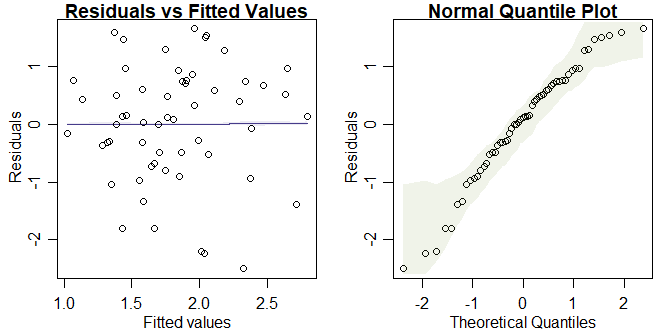 Residuals vs Fitted Values
Residuals
1
0
-1
-2
1.0 1.5 2.0 2.5
Fitted values
Normal Quantile Plot
Residuals
1
0
-1
-2
-2 -1 0 1 2
Theoretical Quantiles